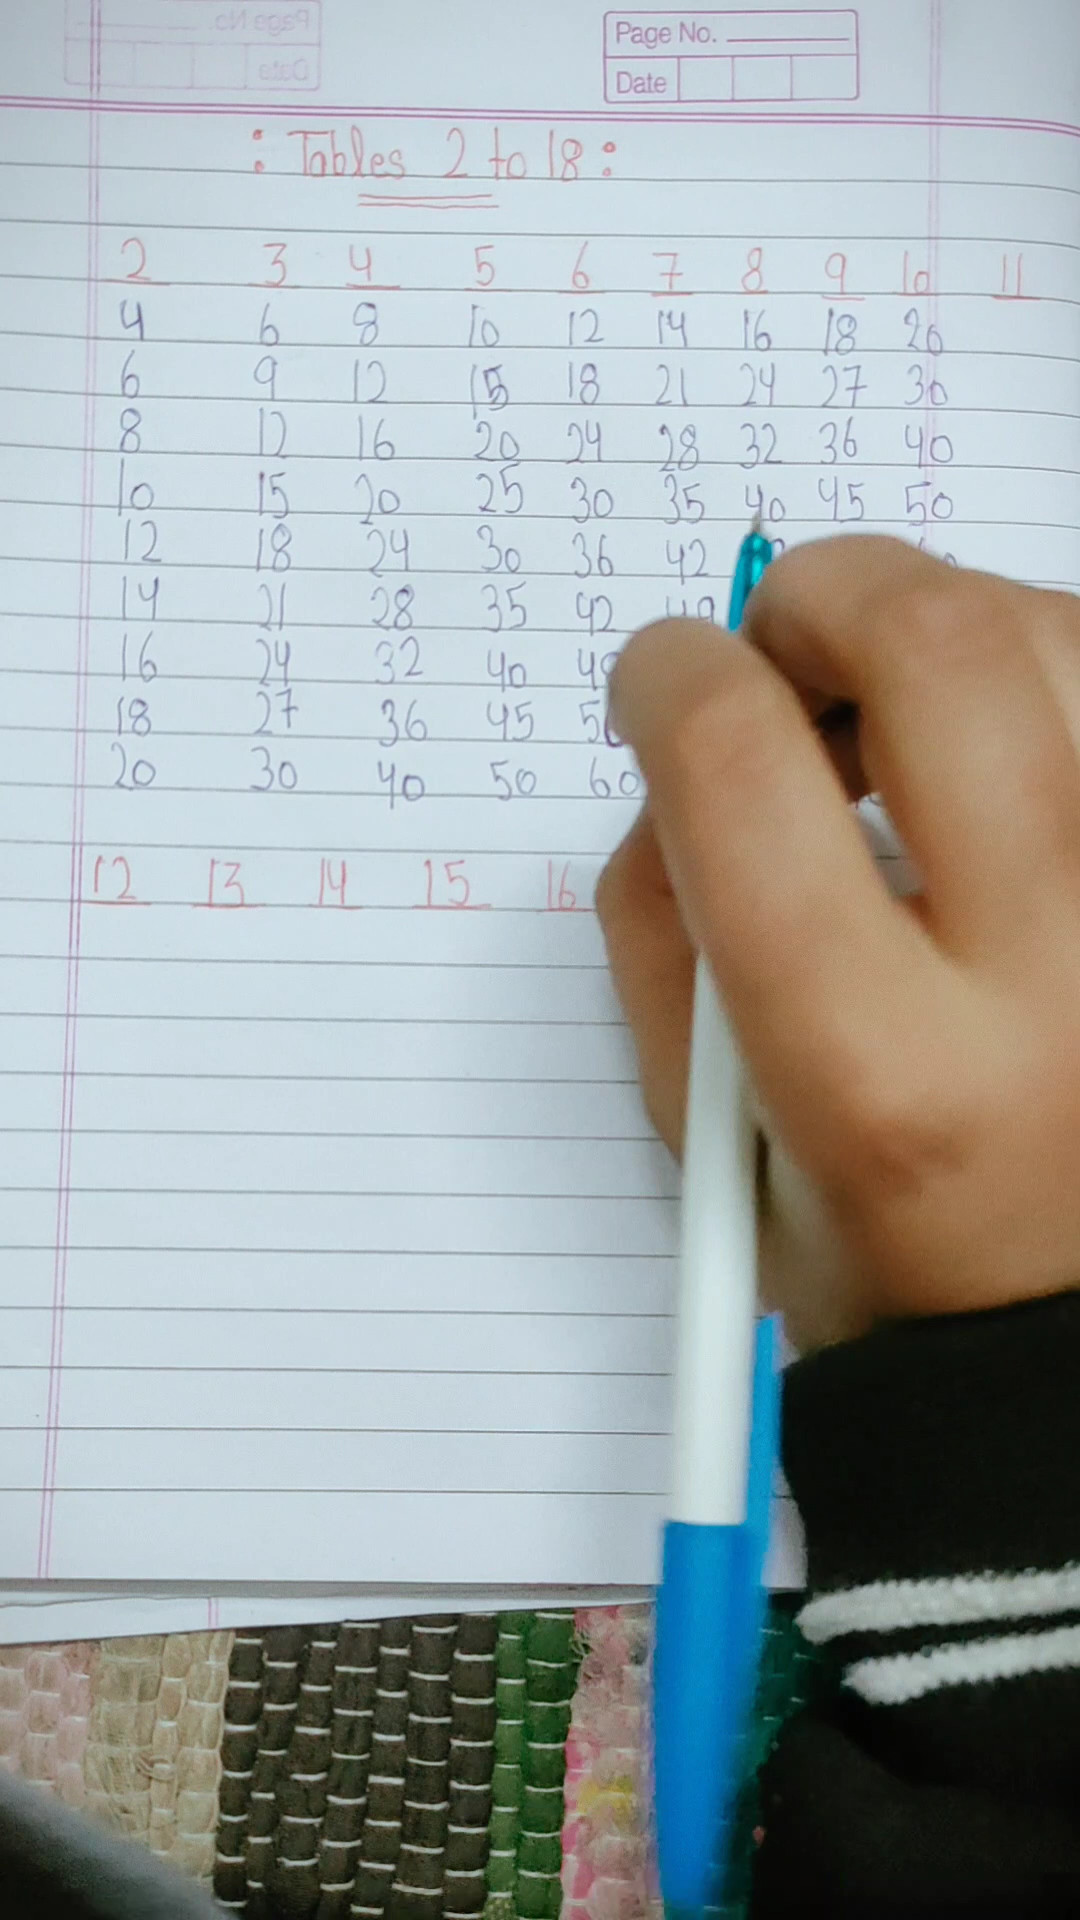 Page No.
Date
: Tables 2 to 18 :
2 3 4 5 6 7 8 9 10 11
4 6 8 10 12 14 16 18 20
6 9 12 15 18 21 24 27 30
8 12 16 20 24 28 32 36 40
10 15 20 25 30 35 40 45 50
12 18 24 30 36 42
14 21 28 35 42 49
16 24 32 40 48
18 27 36 45
20 30 40 50 60
12 13 14 15 16